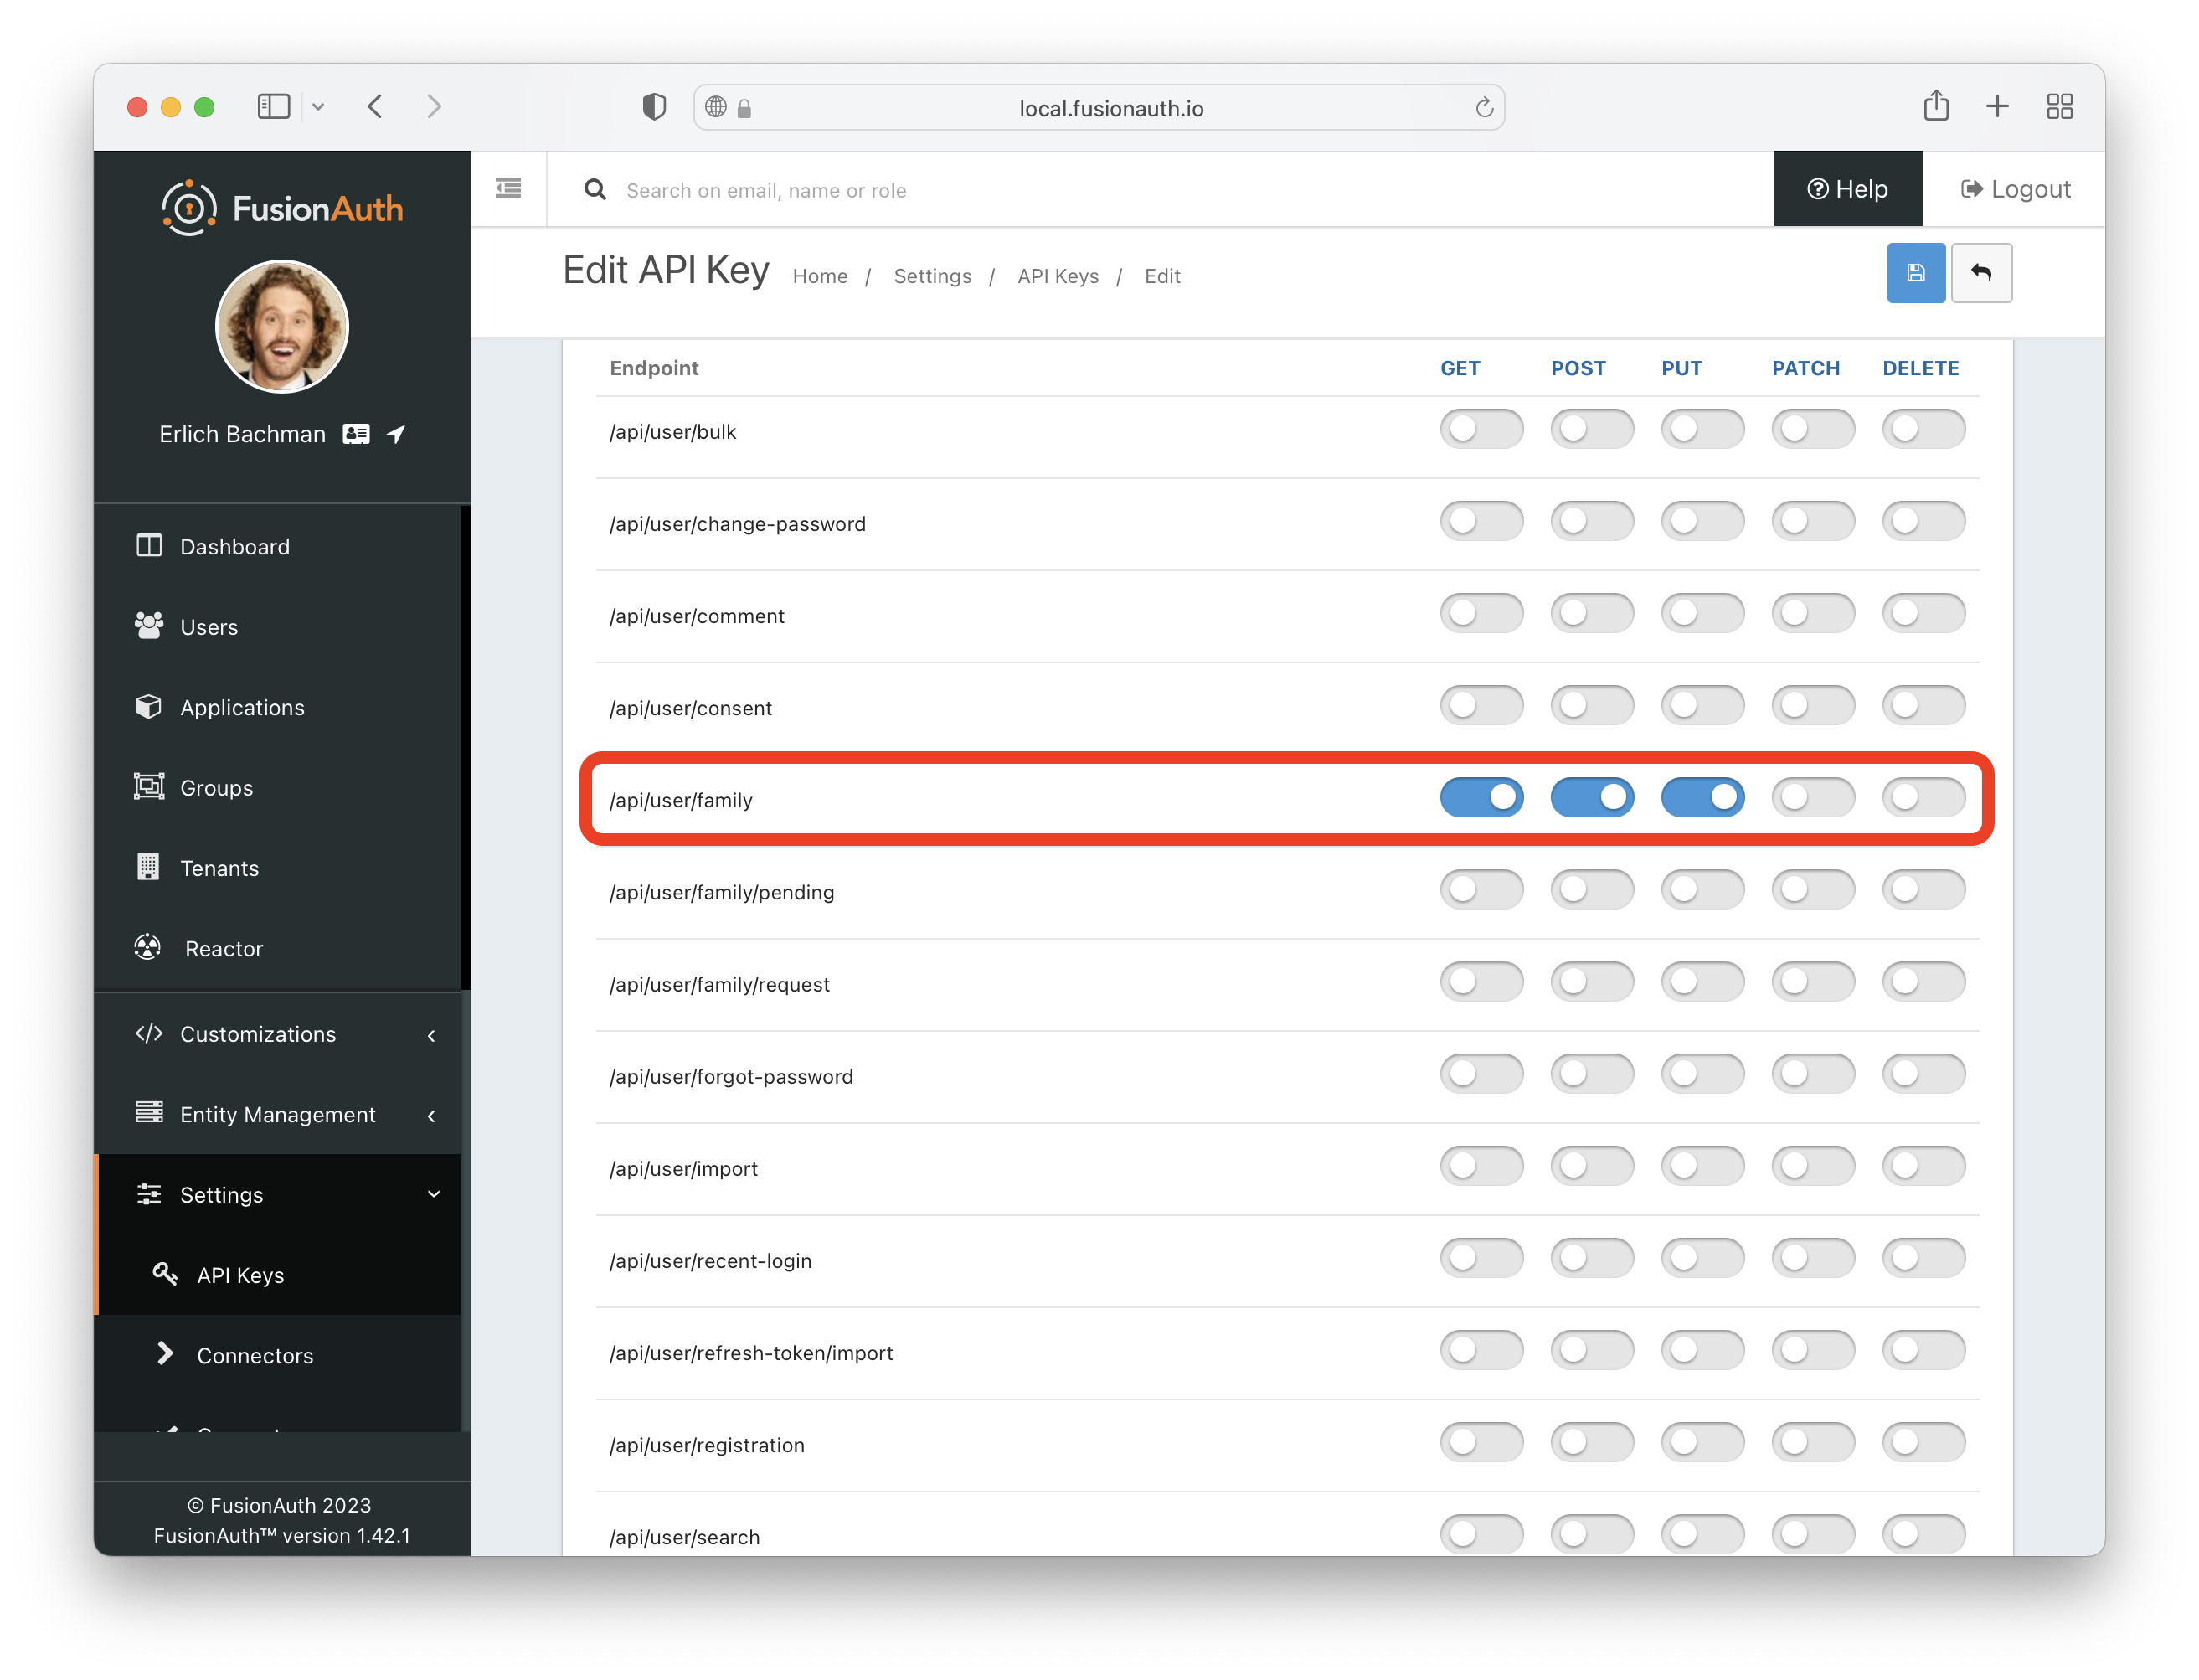 local.fusionauth.io
FusionAuth
Search on email, name or role
Help
Logout
Edit API Key
Home / Settings / API Keys / Edit
Erlich Bachman
Dashboard
Users
Applications
Groups
Tenants
Reactor
Customizations
Entity Management
Settings
API Keys
Connectors
© FusionAuth 2023
FusionAuth™ version 1.42.1
Endpoint GET POST PUT PATCH DELETE
/api/user/bulk
/api/user/change-password
/api/user/comment
/api/user/consent
/api/user/family
/api/user/family/pending
/api/user/family/request
/api/user/forgot-password
/api/user/import
/api/user/recent-login
/api/user/refresh-token/import
/api/user/registration
/api/user/search